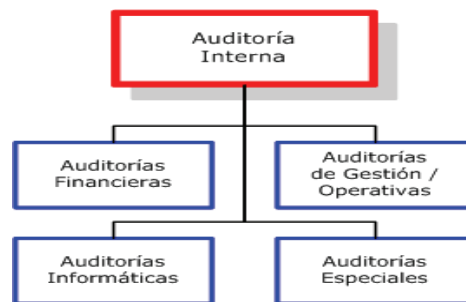 Auditoría
Interna
Auditorías
Financieras
Auditorías
de Gestión /
Operativas
Auditorías
Informáticas
Auditorías
Especiales